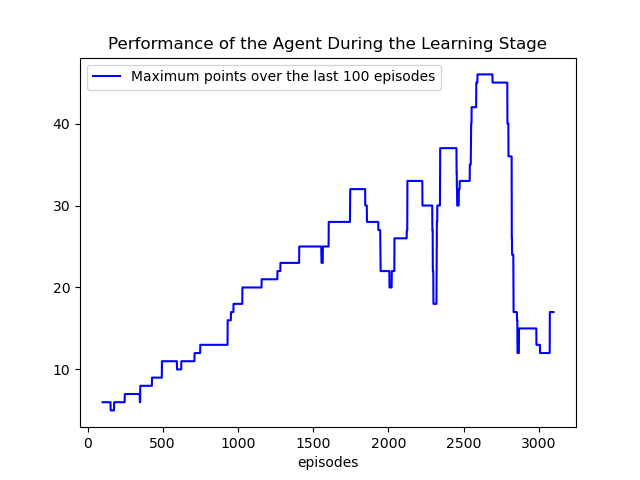 Performance of the Agent During the Learning Stage
Maximum points over the last 100 episodes
40
30
20
10
0 500 1000 1500 2000 2500 3000
episodes